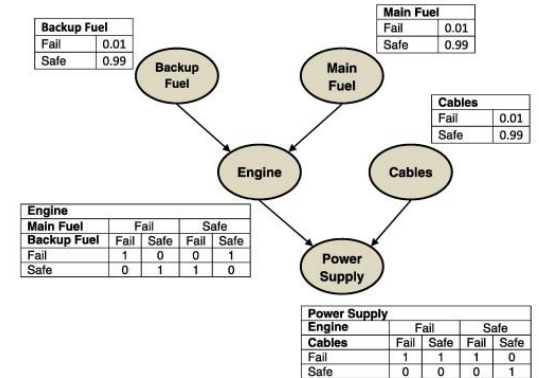 Main Fuel
Fail 0.01
Safe 0.99
Backup Fuel
Fail 0.01
Safe 0.99
Backup
Fuel
Main
Fuel
Cables
Fail 0.01
Safe 0.99
Engine
Cables
Engine
Main Fuel Fail Safe
Backup Fuel Fail Safe Fail Safe
Fail 1 0 0 1
Safe 0 1 1 0
Power
Supply
Power Supply
Engine Fail Safe
Cables Fail Safe Fail Safe
Fail 1 1 1 0
Safe 0 0 0 1